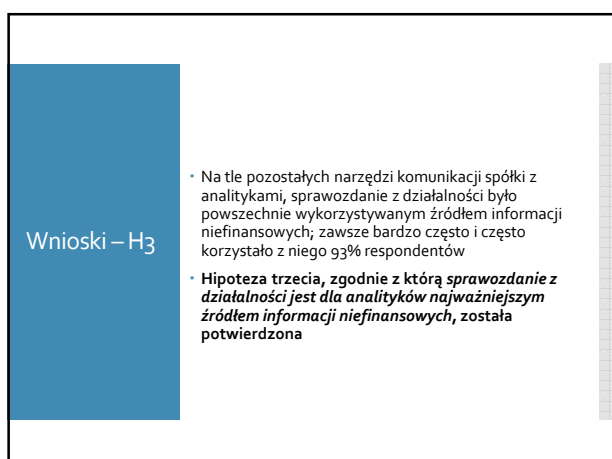 Wnioski – H3
· Na tle pozostałych narzędzi komunikacji spółki z
analitykami, sprawozdanie z działalności było
powszechnie wykorzystywanym źródłem informacji
niefinansowych; zawsze bardzo często i często
korzystało z niego 93% respondentów
· Hipoteza trzecia, zgodnie z którą sprawozdanie z
działalności jest dla analityków najważniejszym
źródłem informacji niefinansowych, została
potwierdzona